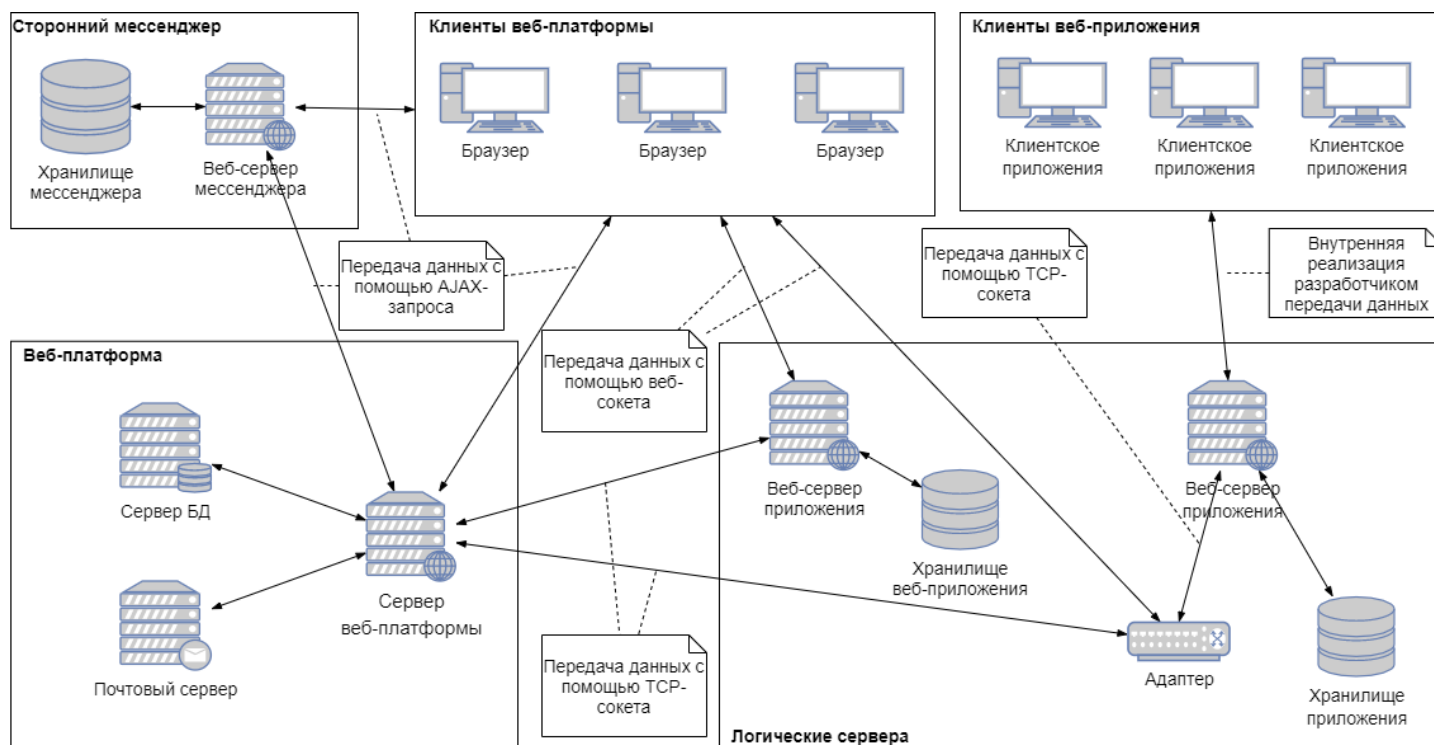 Сторонний мессенджер
Хранилище
мессенджера
Веб-сервер
мессенджера
Клиенты веб-платформы
Браузер
Браузер
Браузер
Клиенты веб-приложения
Клиентское
приложения
Клиентское
приложения
Клиентское
приложения
Передача данных с
помощью AJAX-
запроса
Передача данных с
помощью TCP-
сокета
Внутренняя
реализация
разработчиком
передачи данных
Веб-платформа
Сервер БД
Почтовый сервер
Сервер
веб-платформы
Передача данных с
помощью веб-
сокета
Передача данных с
помощью TCP-
сокета
Веб-сервер
приложения
Хранилище
веб-приложения
Веб-сервер
приложения
Адаптер
Хранилище
приложения
Логические сервера